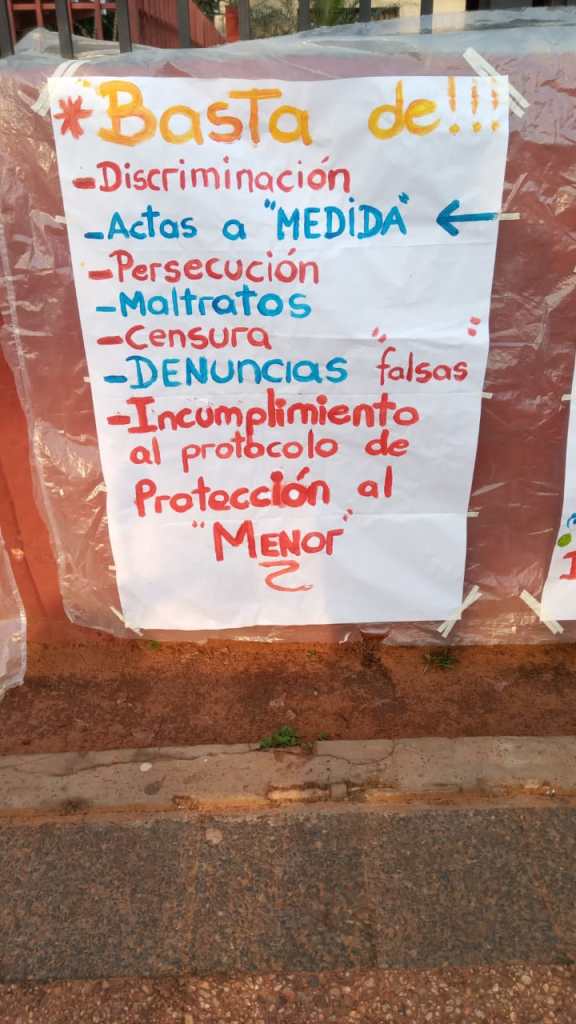 * Basta de!!!
- Discriminación
- Actas a "MEDIDA" ←
- Persecución
- Maltratos
- Censura
- DENUNCIAS "falsas"
- Incumplimiento
al protocolo de
Protección al
"MENOR"